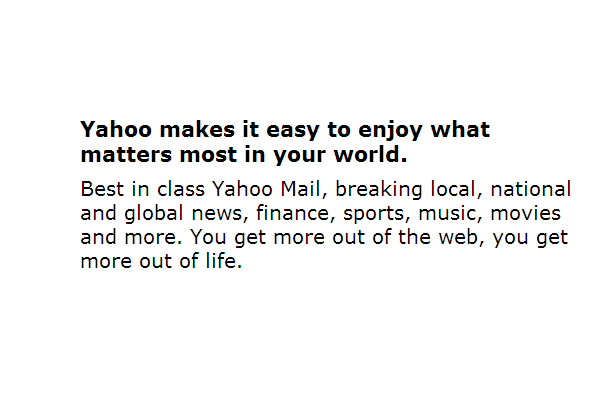 Yahoo makes it easy to enjoy what
matters most in your world.
Best in class Yahoo Mail, breaking local, national
and global news, finance, sports, music, movies
and more. You get more out of the web, you get
more out of life.